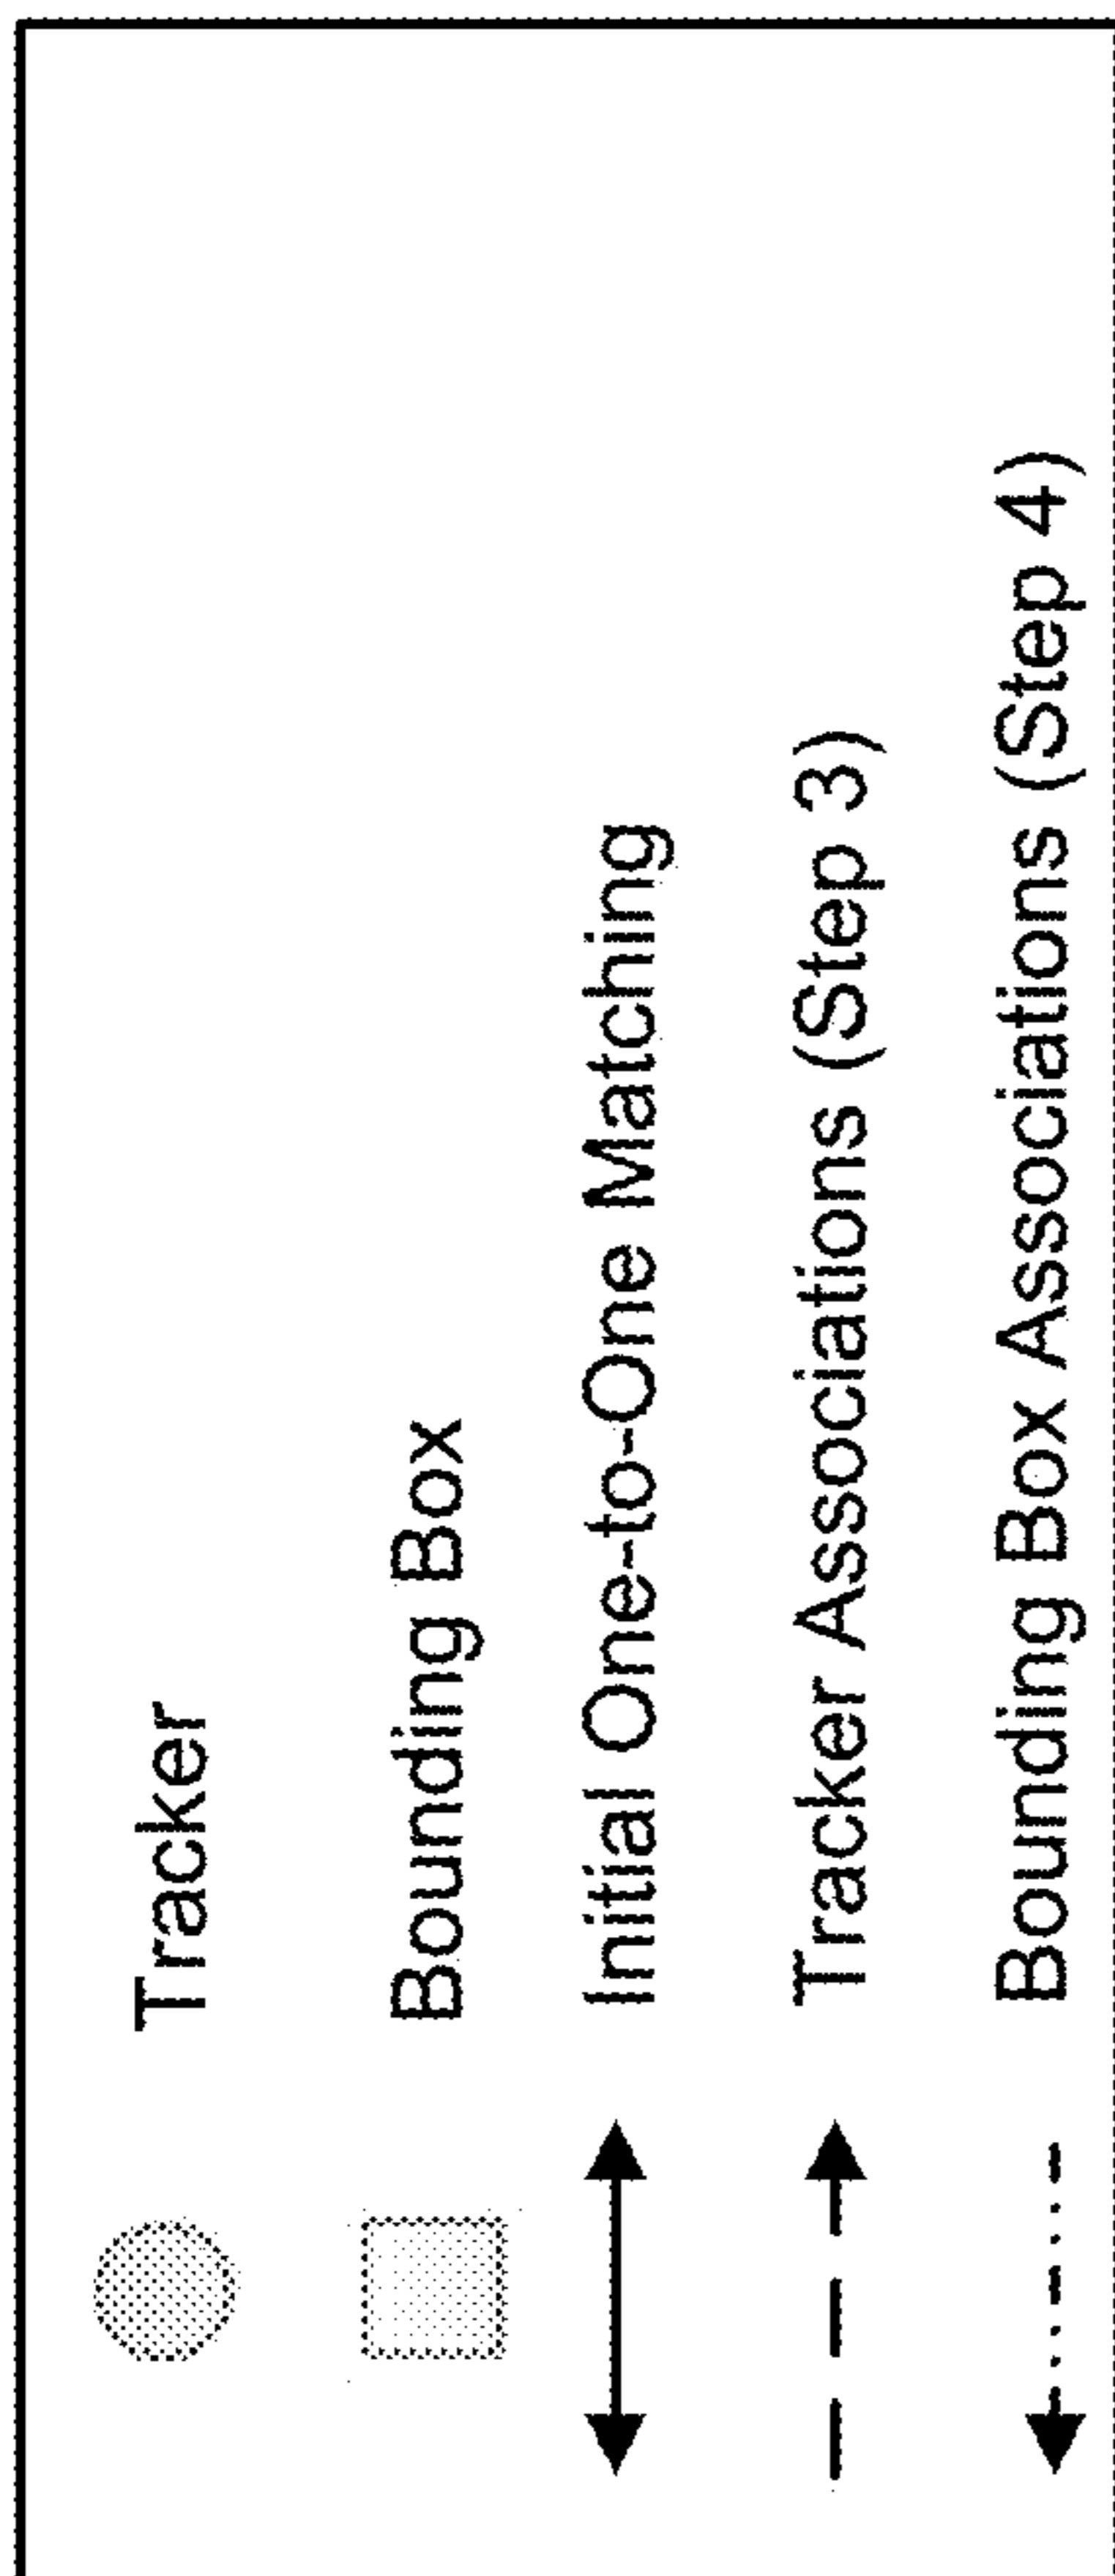 Tracker
Bounding Box
Initial One-to-One Matching
Tracker Associations (Step 3)
Bounding Box Associations (Step 4)